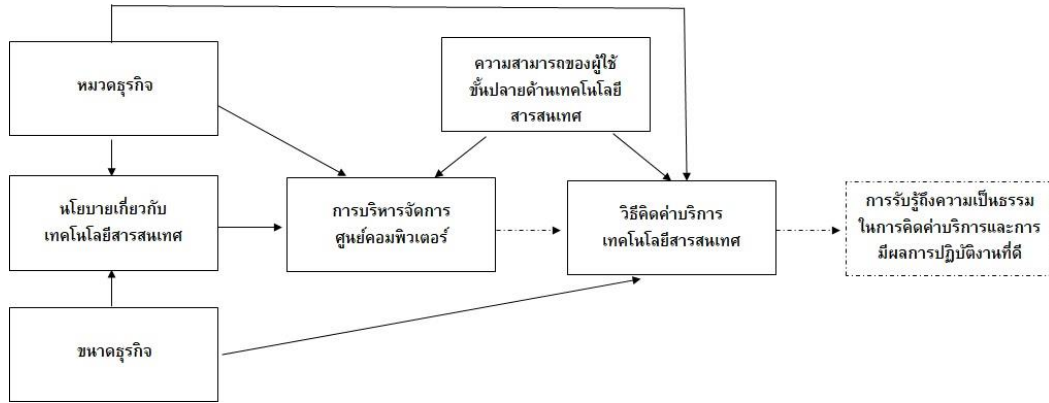 หมวดธุรกิจ
ความสามารถของผู้ใช้
ขั้นปลายด้านเทคโนโลยี
สารสนเทศ
นโยบายเกี่ยวกับ
เทคโนโลยีสารสนเทศ
การบริหารจัดการ
ศูนย์คอมพิวเตอร์
วิธีคิดค่าบริการ
เทคโนโลยีสารสนเทศ
การรับรู้ถึงความเป็นธรรม
ในการคิดค่าบริการและการ
มีผลการปฏิบัติงานที่ดี
ขนาดธุรกิจ